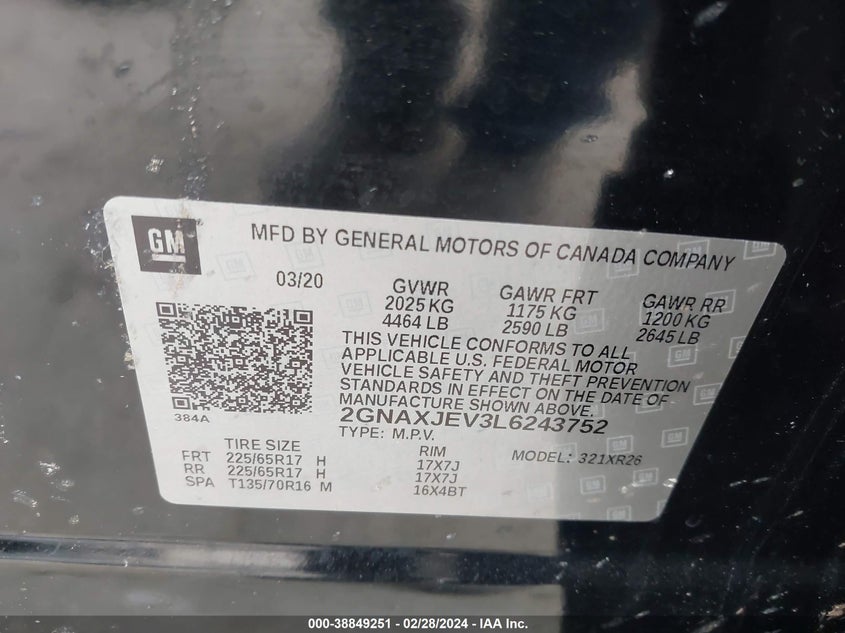 GM
MFD BY GENERAL MOTORS OF CANADA COMPANY
03/20
GVWR
2025 KG
4464 LB
GAWR FRT
1175 KG
2590 LB
GAWR RR
1200 KG
2645 LB
THIS VEHICLE CONFORMS TO ALL
APPLICABLE U.S. FEDERAL MOTOR
VEHICLE SAFETY AND THEFT PREVENTION
STANDARDS IN EFFECT ON THE DATE OF
MANUFACTURE SHOWN ABOVE.
384A
2GNAXJEV3L6243752
TYPE: M.P.V.
MODEL: 321XR26
TIRE SIZE
RIM
FRT 225/65R17 H 17X7J
RR 225/65R17 H 17X7J
SPA T135/70R16 M 16X4BT
000-38849251 / 02/28/2024 - IAA Inc.